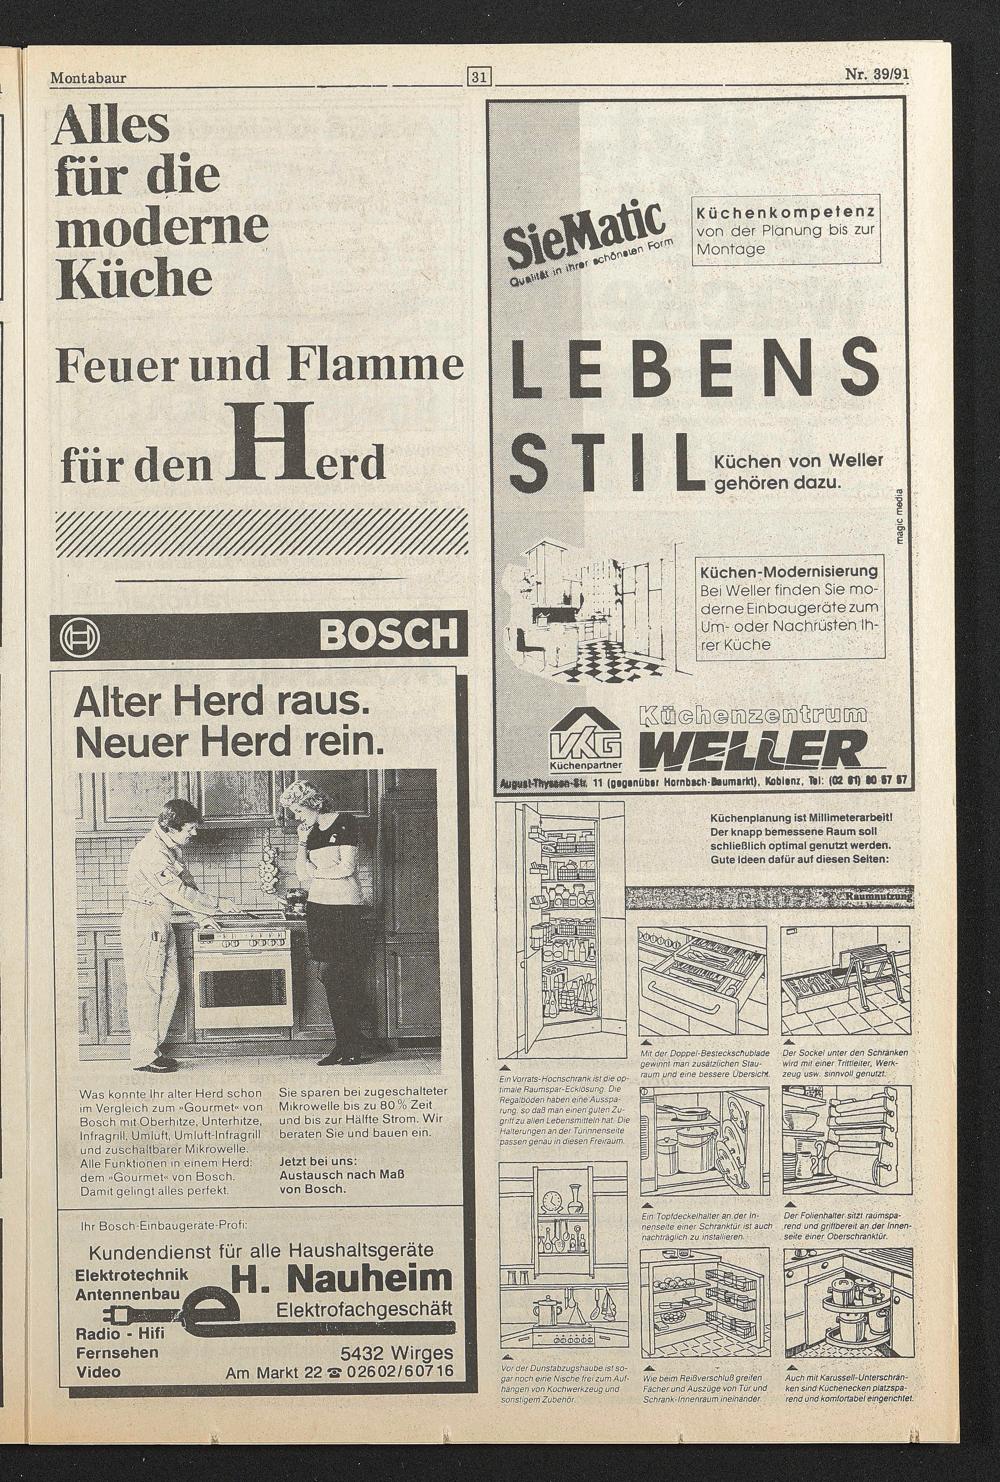 Montabaur
31
Nr. 39/91
Alles
für die
moderne
Küche
Feuer und Flamme
für den Herd
BOSCH
Alter Herd raus.
Neuer Herd rein.
Was konnte Ihr alter Herd schon
im Vergleich zum »Gourmet« von
Bosch mit Oberhitze, Unterhitze,
Infragrill, Umluft, Umluft-Infragrill
und zuschaltbarer Mikrowelle.
Alle Funktionen in einem Herd:
dem »Gourmet« von Bosch.
Damit gelingt alles perfekt.
Sie sparen bei zugeschalteter
Mikrowelle bis zu 80% Zeit
und bis zur Hälfte Strom. Wir
beraten Sie und bauen ein.
Jetzt bei uns:
Austausch nach Maß
von Bosch.
Ihr Bosch-Einbaugeräte-Profi:
Kundendienst für alle Haushaltsgeräte
Elektrotechnik
Antennenbau
Radio - Hifi
Fernsehen
Video
e
H. Nauheim
Elektrofachgeschäft
5432 Wirges
Am Markt 22 ☎ 02602/60716
SieMatic
Qualität in ihrer schönsten Form
Küchenkompetenz
von der Planung bis zur
Montage
LEBENS
STIL
Küchen von Weller
gehören dazu.
magic media
Küchen-Modernisierung
Bei Weller finden Sie mo-
derne Einbaugeräte zum
Um- oder Nachrüsten Ih-
rer Küche
VKG
Küchenpartner
Küchenzentrum
WELLER
August-Thyssen-Str. 11 (gegenüber Hornbach-Baumarkt), Koblenz, Tel: (02 61) 80 57 57
Küchenplanung ist Millimeterarbeit!
Der knapp bemessene Raum soll
schließlich optimal genutzt werden.
Gute Ideen dafür auf diesen Seiten:
Raumnutzung
Ein Vorrats-Hochschrank ist die op-
timale Raumspar-Ecklösung. Die
Regalboden haben eine Ausspa-
rung, so daß man einen guten Zu-
griff zu allen Lebensmitteln hat. Die
Halterungen an der Türinnenseite
passen genau in diesen Freiraum.
Mit der Doppel-Besteckschublade
gewinnt man zusätzlichen Stau-
raum und eine bessere Übersicht.
Der Sockel unter den Schränken
wird mit einer Trittleiter, Werk-
zeug usw. sinnvoll genutzt.
Ein Topfdeckelhalter an der In-
nenseite einer Schranktür ist auch
nachträglich zu installieren.
Der Folienhalter sitzt raumspa-
rend und griffbereit an der Innen-
seite einer Oberschranktür.
Vor der Dunstabzugshaube ist so-
gar noch eine Nische frei zum Auf-
hängen von Kochwerkzeug und
sonstigem Zubehör.
Wie beim Reißverschluß greifen
Fächer und Auszüge von Tür und
Schrank-Innenraum ineinander.
Auch mit Karussell-Unterschrän-
ken sind Küchenecken platzspa-
rend und komfortabel eingerichtet.